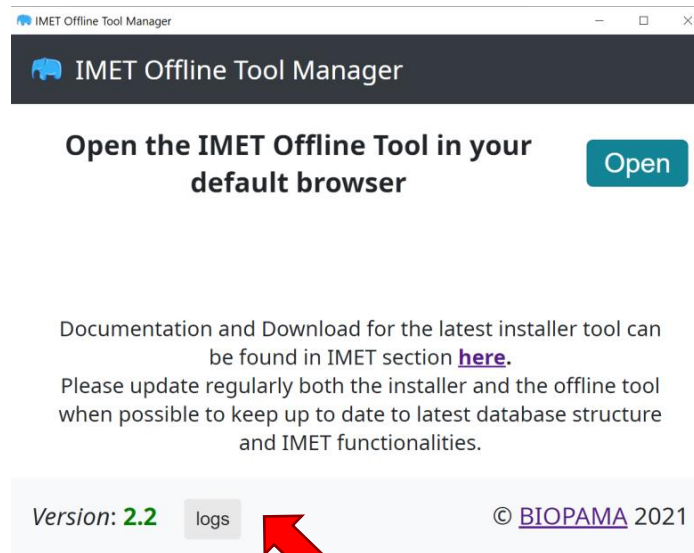 IMET Offline Tool Manager
IMET Offline Tool Manager
Open the IMET Offline Tool in your
default browser
Open
Documentation and Download for the latest installer tool can
be found in IMET section here.
Please update regularly both the installer and the offline tool
when possible to keep up to date to latest database structure
and IMET functionalities.
Version: 2.2 logs © BIOPAMA 2021